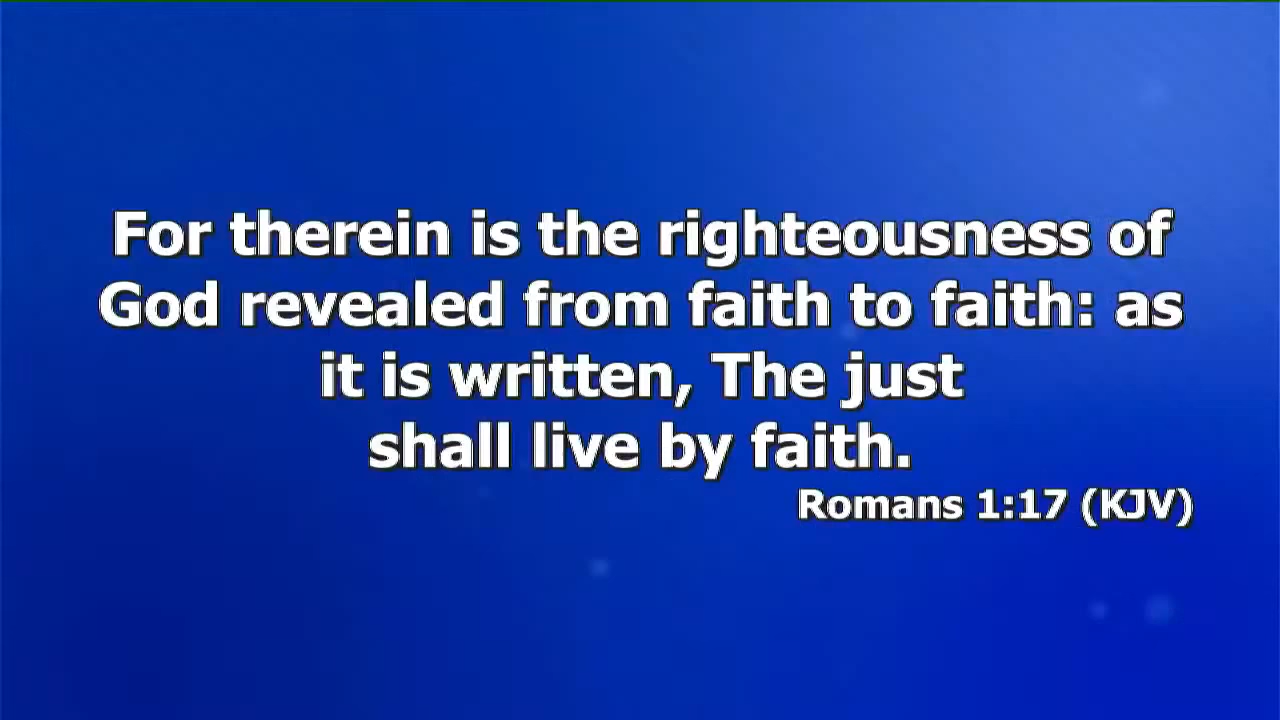 For therein is the righteousness of
God revealed from faith to faith: as
it is written, The just
shall live by faith.
Romans 1:17 (KJV)